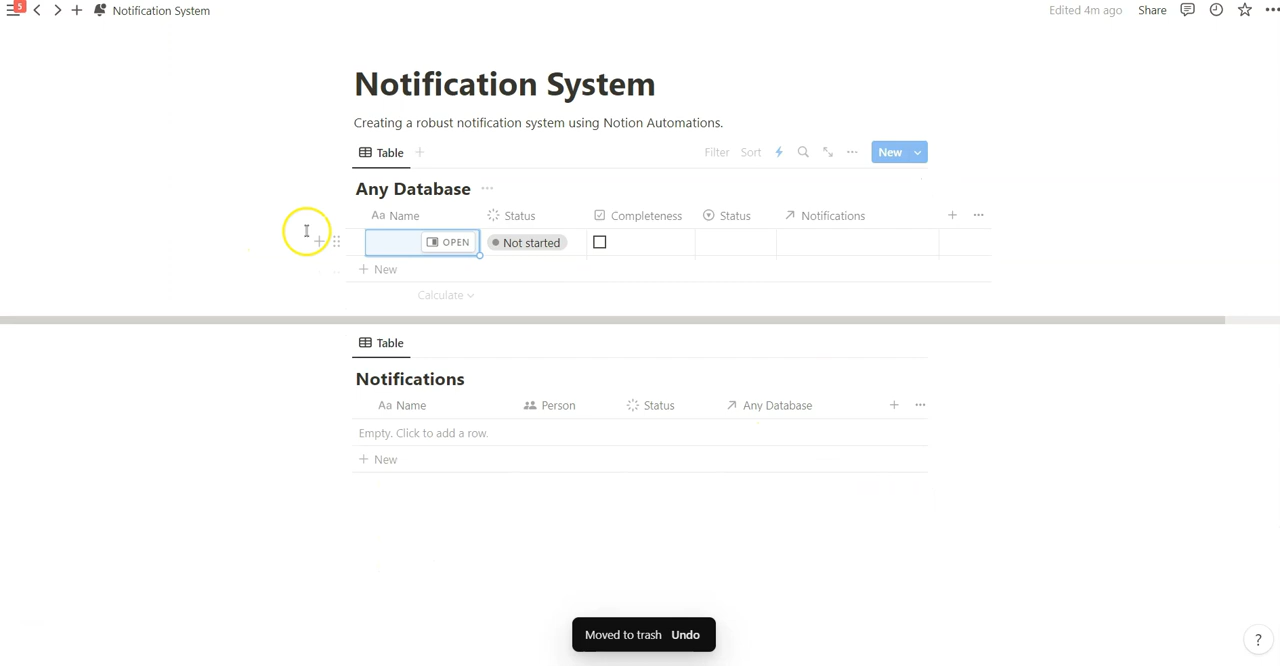 5
Notification System
Edited 4m ago Share
Notification System
Creating a robust notification system using Notion Automations.
Table
Filter Sort New
Any Database
Aa Name Status Completeness Status Notifications
OPEN Not started
New
Calculate
Table
Notifications
Aa Name Person Status Any Database
Empty. Click to add a row.
New
Moved to trash Undo
?